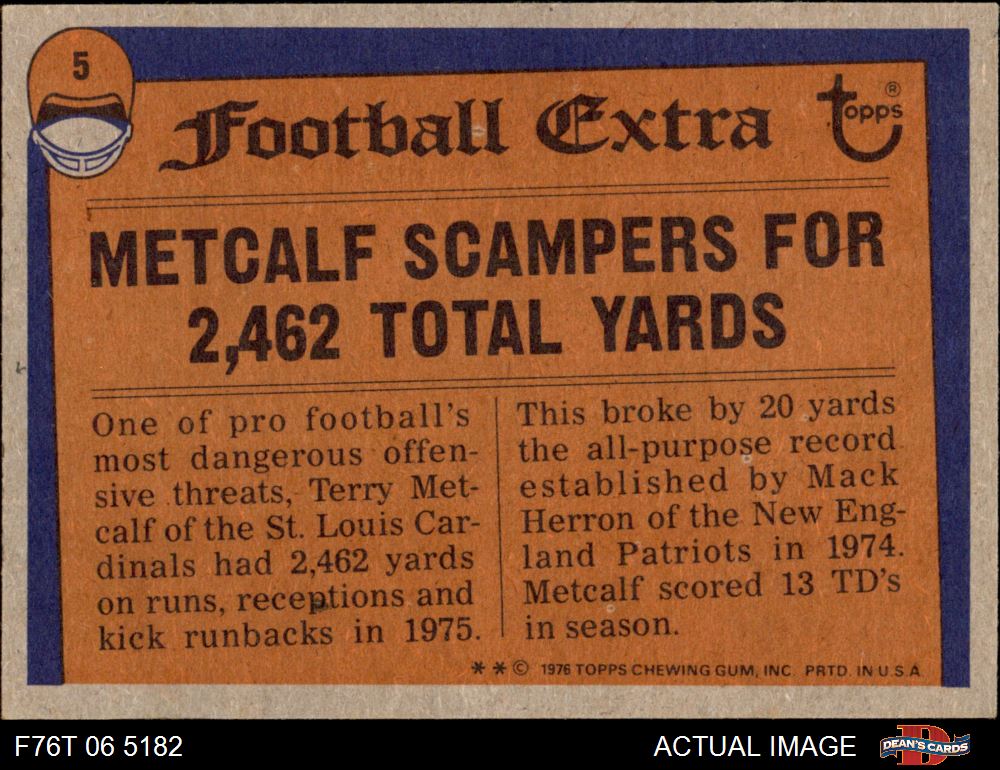 5
Football Extra
topps ®
METCALF SCAMPERS FOR
2,462 TOTAL YARDS
One of pro football's
most dangerous offen-
sive threats, Terry Met-
calf of the St. Louis Car-
dinals had 2,462 yards
on runs, receptions and
kick runbacks in 1975.
This broke by 20 yards
the all-purpose record
established by Mack
Herron of the New Eng-
land Patriots in 1974.
Metcalf scored 13 TD's
in season.
* * © 1976 TOPPS CHEWING GUM, INC. PRTD. IN U.S.A.
F76T 06 5182
ACTUAL IMAGE
D
DEAN'S CARDS